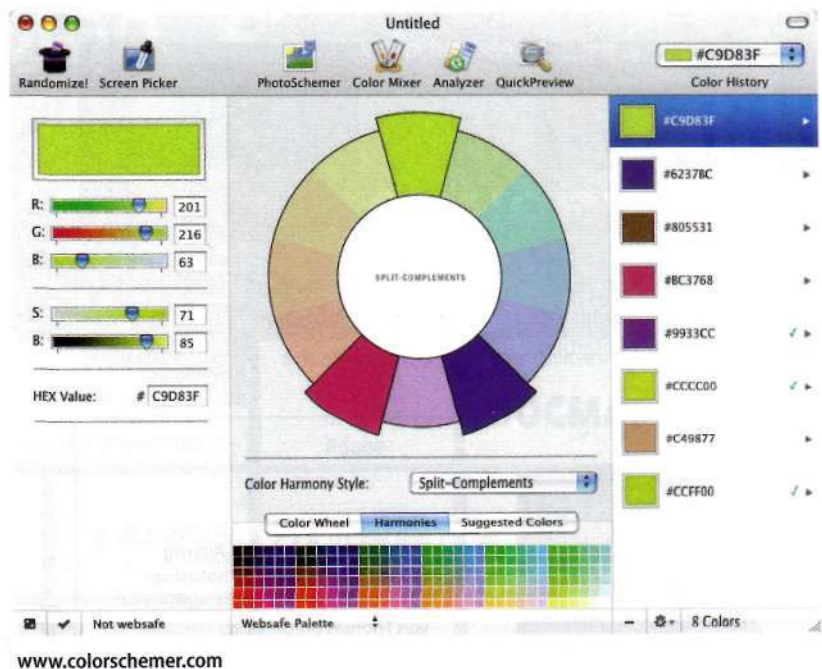 Untitled
Randomize! Screen Picker PhotoSchemer Color Mixer Analyzer QuickPreview #C9D83F
Color History
R: 201
G: 216
B: 63
S: 71
B: 85
HEX Value: # C9D83F
SPLIT-COMPLEMENTS
Color Harmony Style: Split-Complements
Color Wheel Harmonies Suggested Colors
#C9D83F
#6237BC
#805531
#BC3768
#9933CC
#CCCC00
#C49877
#CCFF00
Not websafe Websafe Palette 8 Colors
www.colorschemer.com